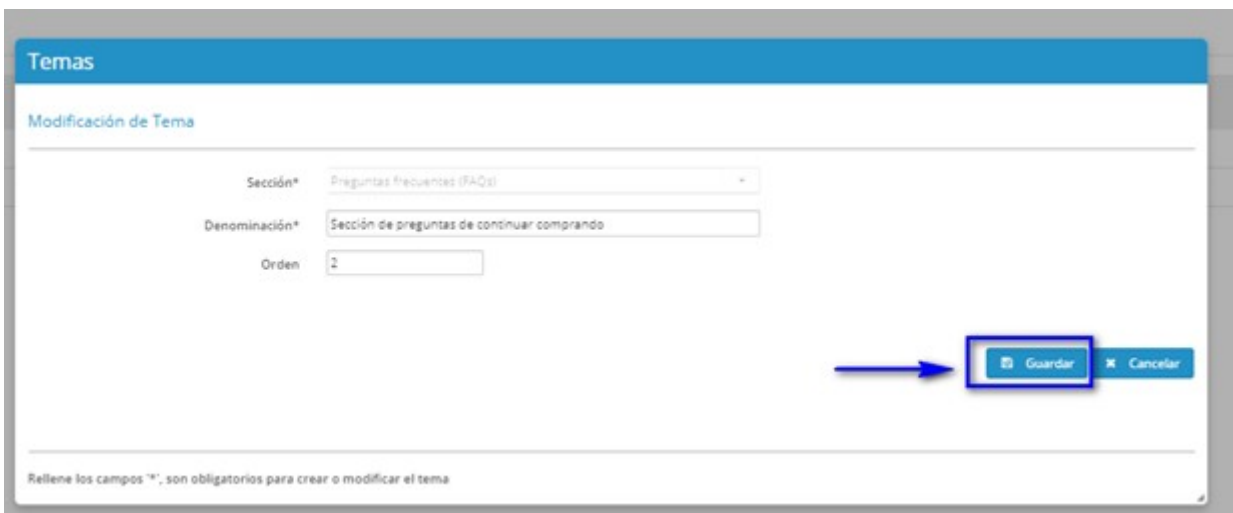 Temas
Modificación de Tema
Sección* Preguntas frecuentes (FAQs)
Denominación* Sección de preguntas de continuar comprando
Orden 2
Guardar Cancelar
Rellene los campos '*', son obligatorios para crear o modificar el tema